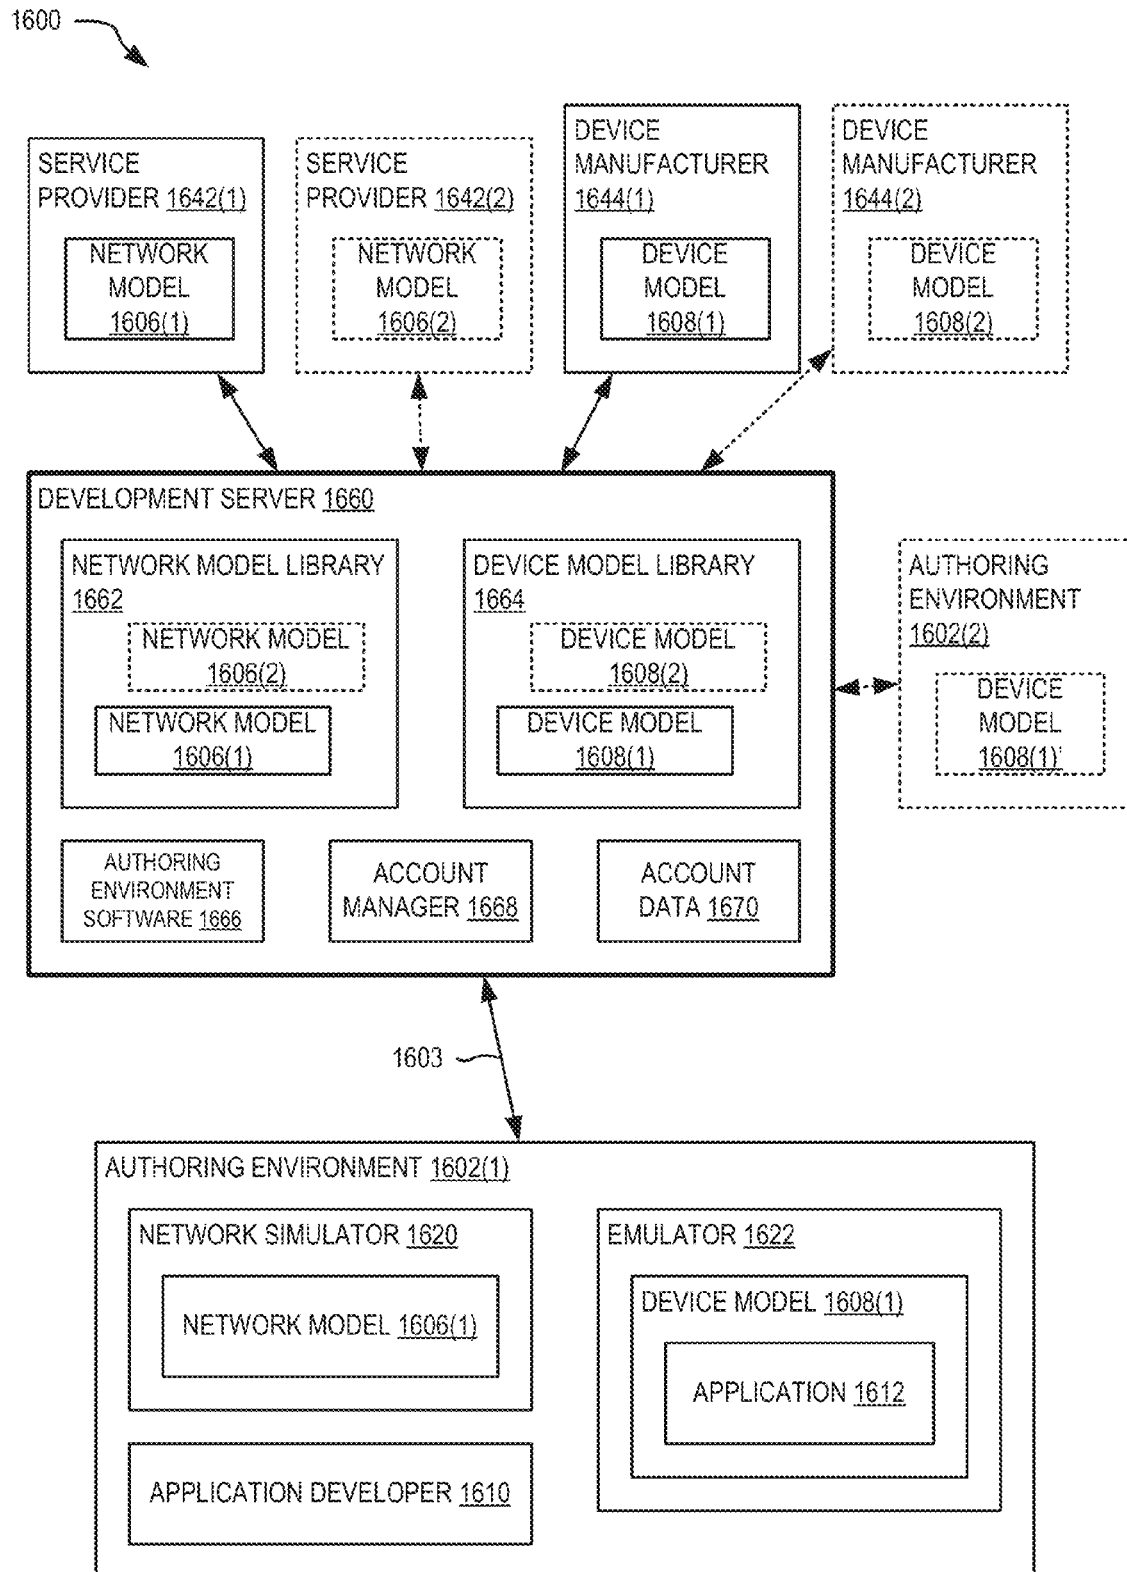 1600
SERVICE
PROVIDER 1642(1)
NETWORK
MODEL
1606(1)
SERVICE
PROVIDER 1642(2)
NETWORK
MODEL
1606(2)
DEVICE
MANUFACTURER
1644(1)
DEVICE
MODEL
1608(1)
DEVICE
MANUFACTURER
1644(2)
DEVICE
MODEL
1608(2)
DEVELOPMENT SERVER 1660
NETWORK MODEL LIBRARY
1662
NETWORK MODEL
1606(2)
NETWORK MODEL
1606(1)
DEVICE MODEL LIBRARY
1664
DEVICE MODEL
1608(2)
DEVICE MODEL
1608(1)
AUTHORING
ENVIRONMENT
1602(2)
DEVICE
MODEL
1608(1)'
AUTHORING
ENVIRONMENT
SOFTWARE 1666
ACCOUNT
MANAGER 1668
ACCOUNT
DATA 1670
1603
AUTHORING ENVIRONMENT 1602(1)
NETWORK SIMULATOR 1620
NETWORK MODEL 1606(1)
APPLICATION DEVELOPER 1610
EMULATOR 1622
DEVICE MODEL 1608(1)
APPLICATION 1612